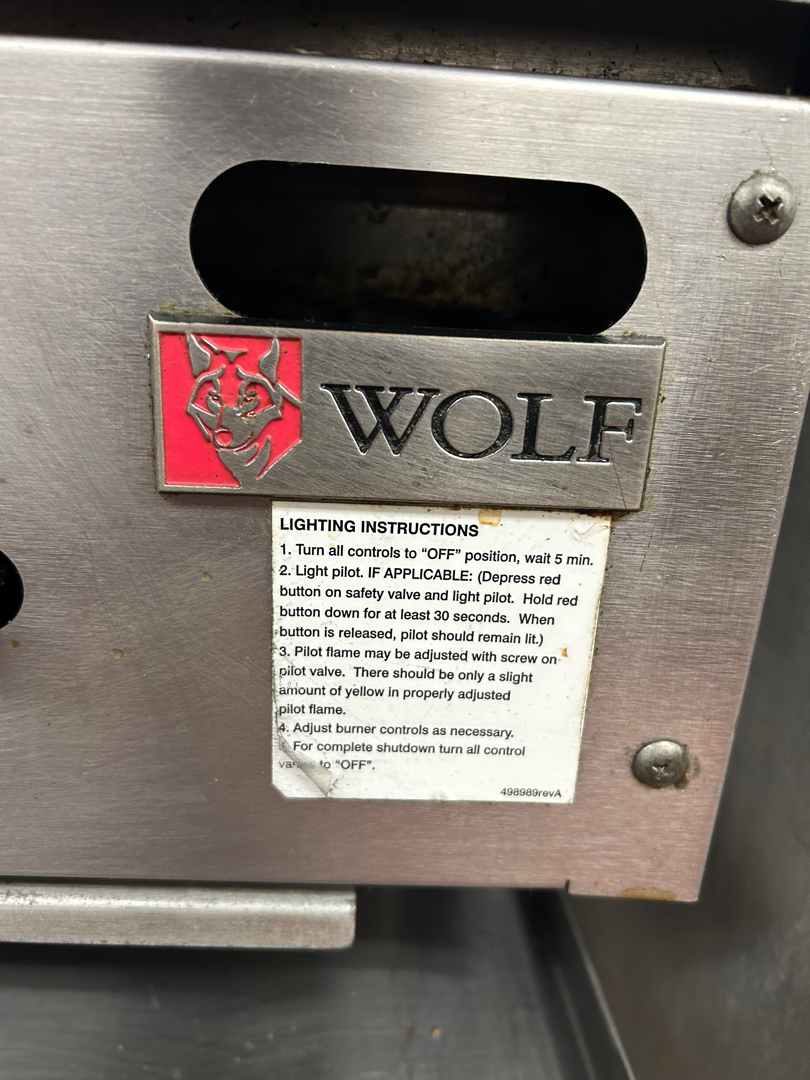 WOLF
LIGHTING INSTRUCTIONS
1. Turn all controls to “OFF” position, wait 5 min.
2. Light pilot. IF APPLICABLE: (Depress red
button on safety valve and light pilot. Hold red
button down for at least 30 seconds. When
button is released, pilot should remain lit.)
3. Pilot flame may be adjusted with screw on
pilot valve. There should be only a slight
amount of yellow in properly adjusted
pilot flame.
4. Adjust burner controls as necessary.
For complete shutdown turn all control
to “OFF”.
498989revA